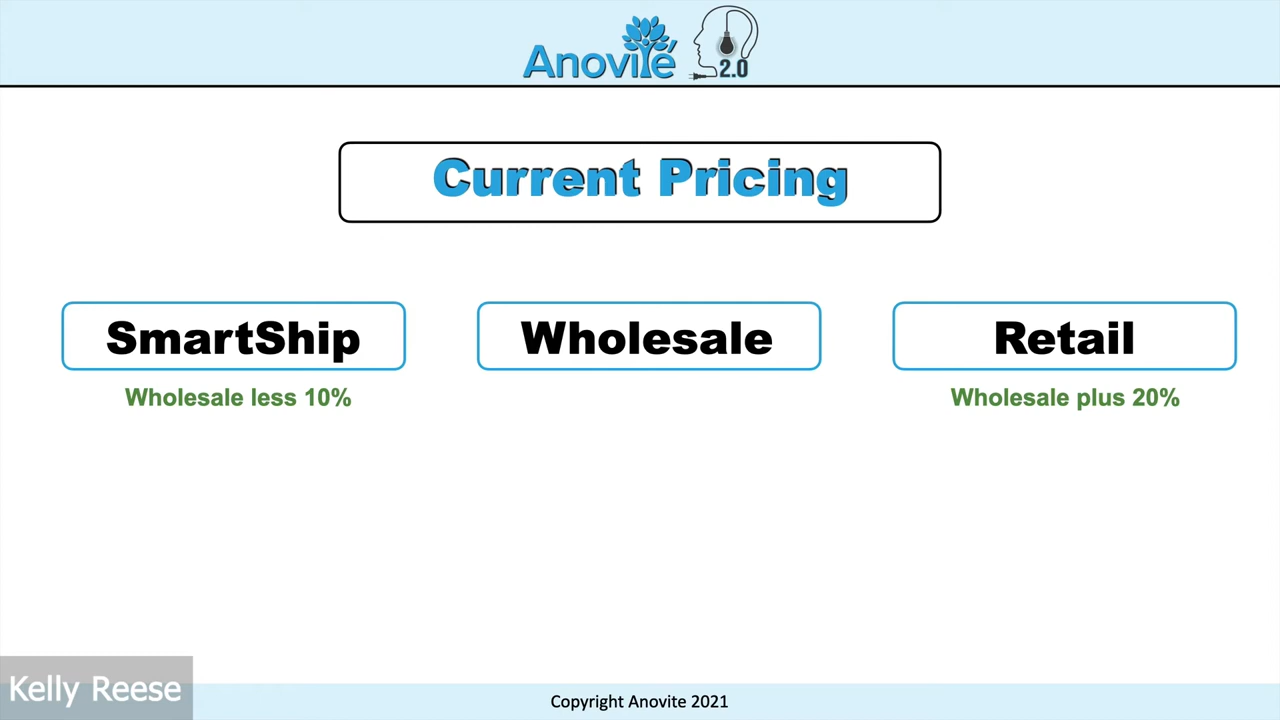 Anovite
2.0
Current Pricing
SmartShip
Wholesale
Retail
Wholesale less 10%
Wholesale plus 20%
Kelly Reese
Copyright Anovite 2021